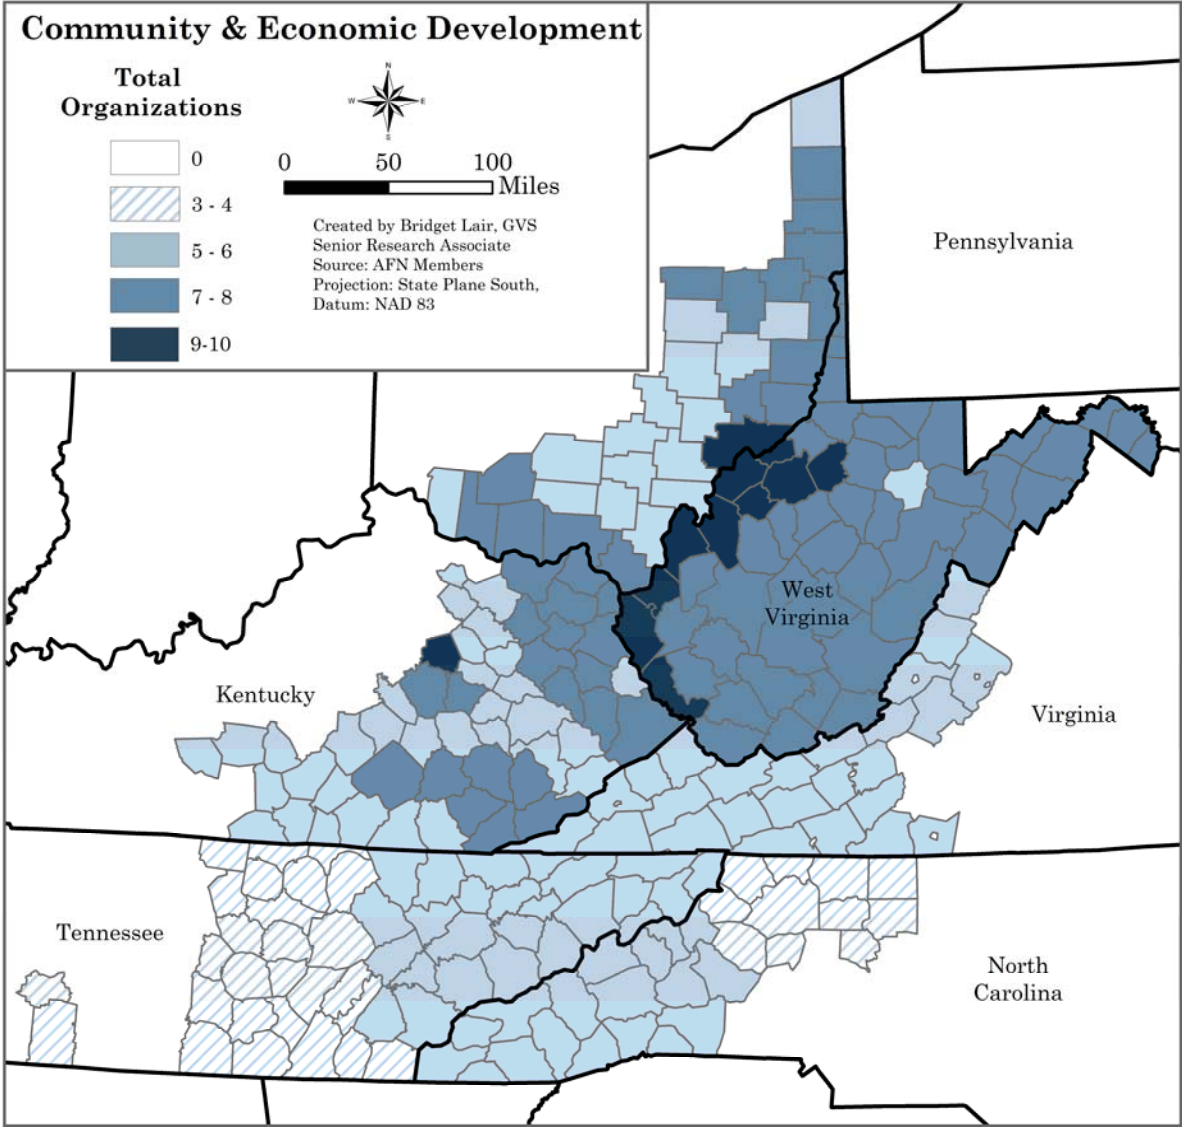 Community & Economic Development
Total
Organizations
0
3 - 4
5 - 6
7 - 8
9-10
N
W
E
S
0
50
100
Miles
Created by Bridget Lair, GVS
Senior Research Associate
Source: AFN Members
Projection: State Plane South,
Datum: NAD 83
Pennsylvania
West
Virginia
Kentucky
Virginia
Tennessee
North
Carolina